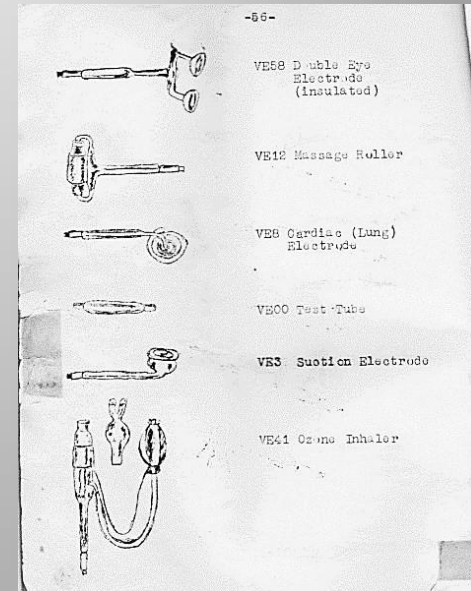 -56-
VE58 Double Eye
Electrode
(insulated)
VE12 Massage Roller
VE8 Cardiac (Lung)
Electrode
VE00 Test-Tube
VE3 Suction Electrode
VE41 Ozone Inhaler